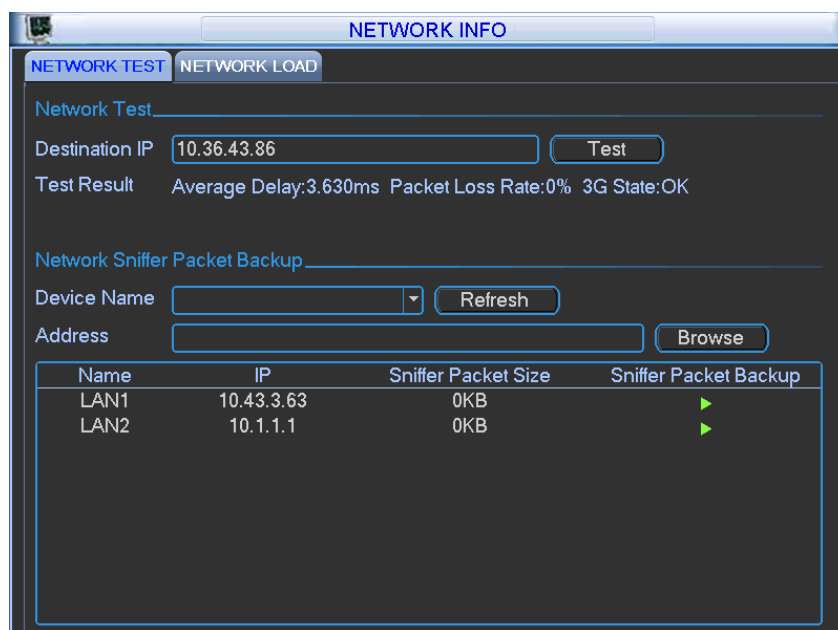 NETWORK INFO
NETWORK TEST NETWORK LOAD
Network Test
Destination IP 10.36.43.86 Test
Test Result Average Delay:3.630ms Packet Loss Rate:0% 3G State:OK
Network Sniffer Packet Backup
Device Name Refresh
Address Browse
Name IP Sniffer Packet Size Sniffer Packet Backup
LAN1 10.43.3.63 0KB
LAN2 10.1.1.1 0KB